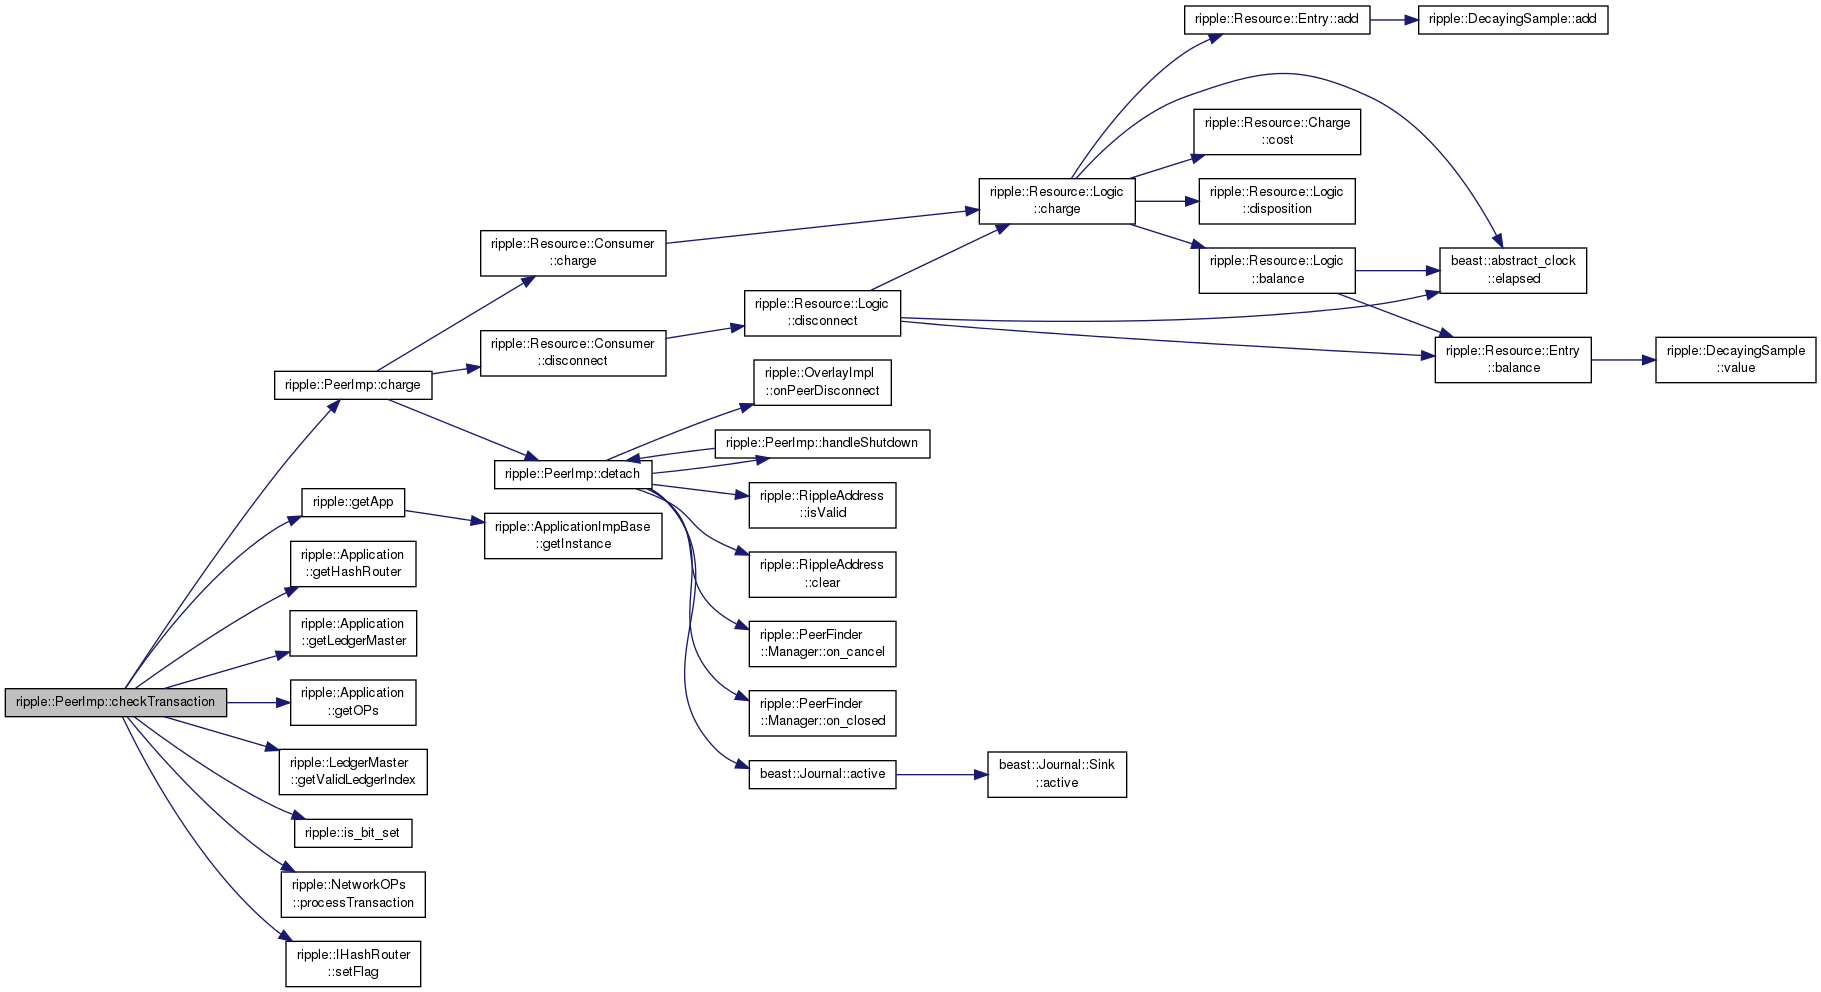 ripple::Resource::Entry::add
ripple::DecayingSample::add
ripple::Resource::Charge
::cost
ripple::Resource::Logic
::charge
ripple::Resource::Logic
::disposition
ripple::Resource::Consumer
::charge
ripple::Resource::Logic
::balance
beast::abstract_clock
::elapsed
ripple::Resource::Logic
::disconnect
ripple::Resource::Consumer
::disconnect
ripple::Resource::Entry
::balance
ripple::DecayingSample
::value
ripple::PeerImp::charge
ripple::OverlayImpl
::onPeerDisconnect
ripple::PeerImp::handleShutdown
ripple::PeerImp::detach
ripple::getApp
ripple::RippleAddress
::isValid
ripple::ApplicationImpBase
::getInstance
ripple::Application
::getHashRouter
ripple::RippleAddress
::clear
ripple::Application
::getLedgerMaster
ripple::PeerFinder
::Manager::on_cancel
ripple::PeerImp::checkTransaction
ripple::Application
::getOPs
ripple::PeerFinder
::Manager::on_closed
ripple::LedgerMaster
::getValidLedgerIndex
beast::Journal::active
beast::Journal::Sink
::active
ripple::is_bit_set
ripple::NetworkOPs
::processTransaction
ripple::IHashRouter
::setFlag